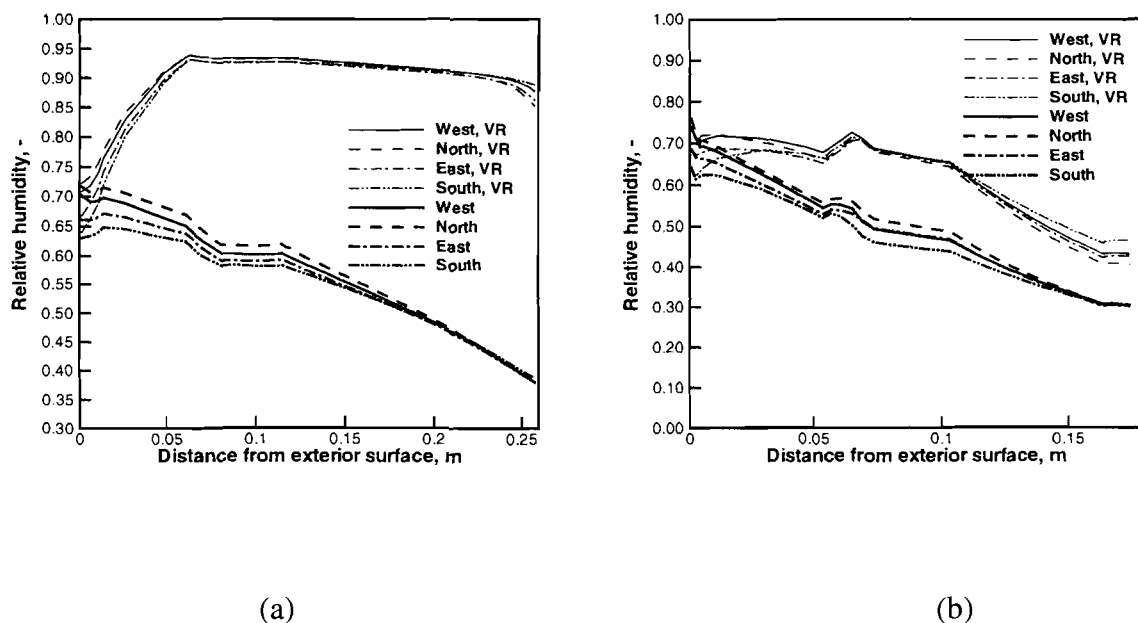 1.00
0.95
0.90
0.85
0.80
0.75
0.70
0.65
0.60
0.55
0.50
0.45
0.40
0.35
0.30
Relative humidity, -
West, VR
North, VR
East, VR
South, VR
West
North
East
South
0 0.05 0.1 0.15 0.2 0.25
Distance from exterior surface, m
(a)
1.00
0.90
0.80
0.70
0.60
0.50
0.40
0.30
0.20
0.10
0.00
Relative humidity, -
West, VR
North, VR
East, VR
South, VR
West
North
East
South
0 0.05 0.1 0.15
Distance from exterior surface, m
(b)